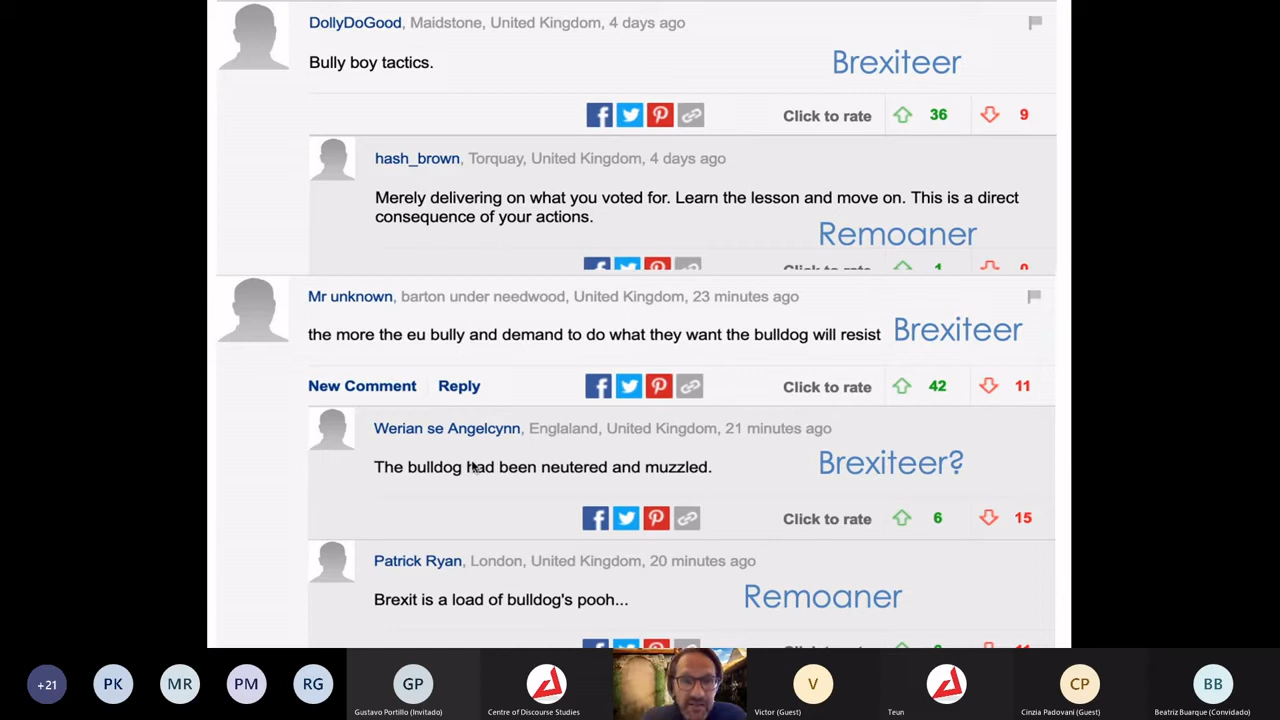 DollyDoGood, Maidstone, United Kingdom, 4 days ago
Bully boy tactics.
Brexiteer
Click to rate 36 9
hash_brown, Torquay, United Kingdom, 4 days ago
Merely delivering on what you voted for. Learn the lesson and move on. This is a direct
consequence of your actions.
Remoaner
Click to rate 1
Mr unknown, barton under needwood, United Kingdom, 23 minutes ago
the more the eu bully and demand to do what they want the bulldog will resist
Brexiteer
New Comment Reply Click to rate 42 11
Werian se Angelcynn, Englaland, United Kingdom, 21 minutes ago
The bulldog had been neutered and muzzled.
Brexiteer?
Click to rate 6 15
Patrick Ryan, London, United Kingdom, 20 minutes ago
Brexit is a load of bulldog's pooh...
Remoaner
+21 PK MR PM RG GP V CP BB
Gustavo Portillo (Invitado) Centre of Discourse Studies Victor (Guest) Teun Cinzia Padovani (Guest) Beatriz Buarque (Convidado)